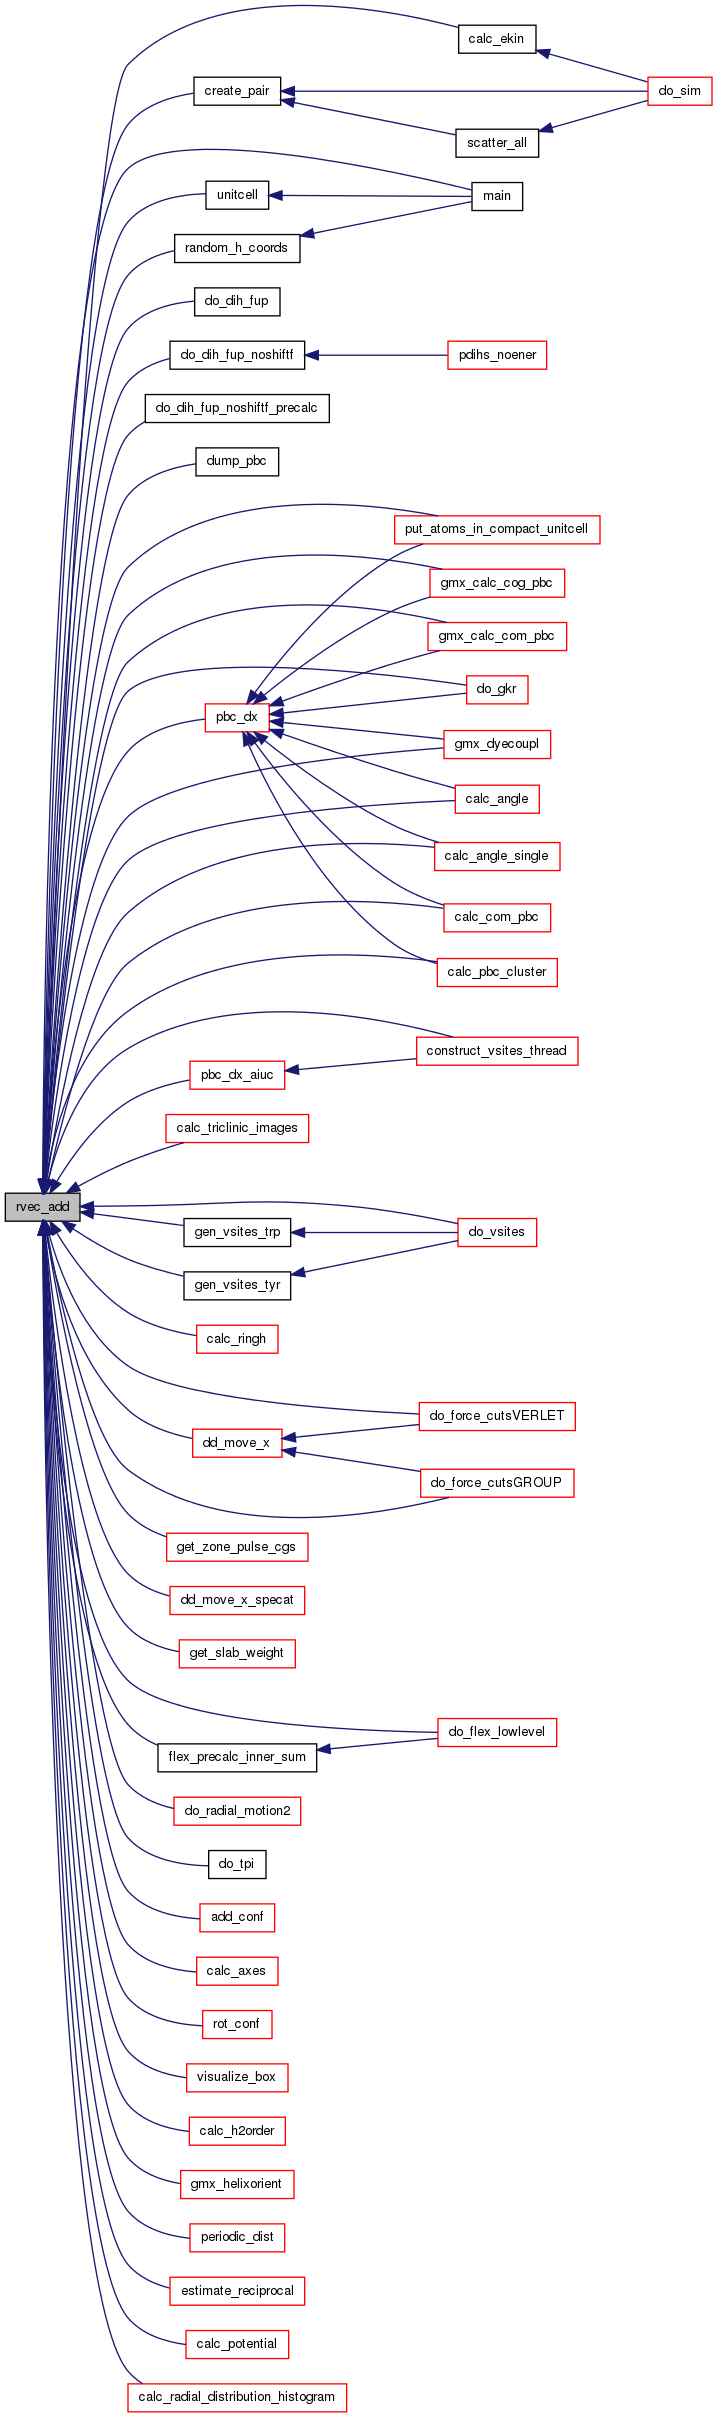 calc_ekin
create_pair
do_sim
scatter_all
unitcell
main
random_h_coords
do_dih_fup
do_dih_fup_noshiftf
pdihs_noener
do_dih_fup_noshiftf_precalc
dump_pbc
put_atoms_in_compact_unitcell
gmx_calc_cog_pbc
gmx_calc_com_pbc
do_gkr
pbc_dx
gmx_dyecoupl
calc_angle
calc_angle_single
calc_com_pbc
calc_pbc_cluster
construct_vsites_thread
pbc_dx_aiuc
calc_triclinic_images
rvec_add
gen_vsites_trp
do_vsites
gen_vsites_tyr
calc_ringh
do_force_cutsVERLET
dd_move_x
do_force_cutsGROUP
get_zone_pulse_cgs
dd_move_x_specat
get_slab_weight
do_flex_lowlevel
flex_precalc_inner_sum
do_radial_motion2
do_tpi
add_conf
calc_axes
rot_conf
visualize_box
calc_h2order
gmx_helixorient
periodic_dist
estimate_reciprocal
calc_potential
calc_radial_distribution_histogram